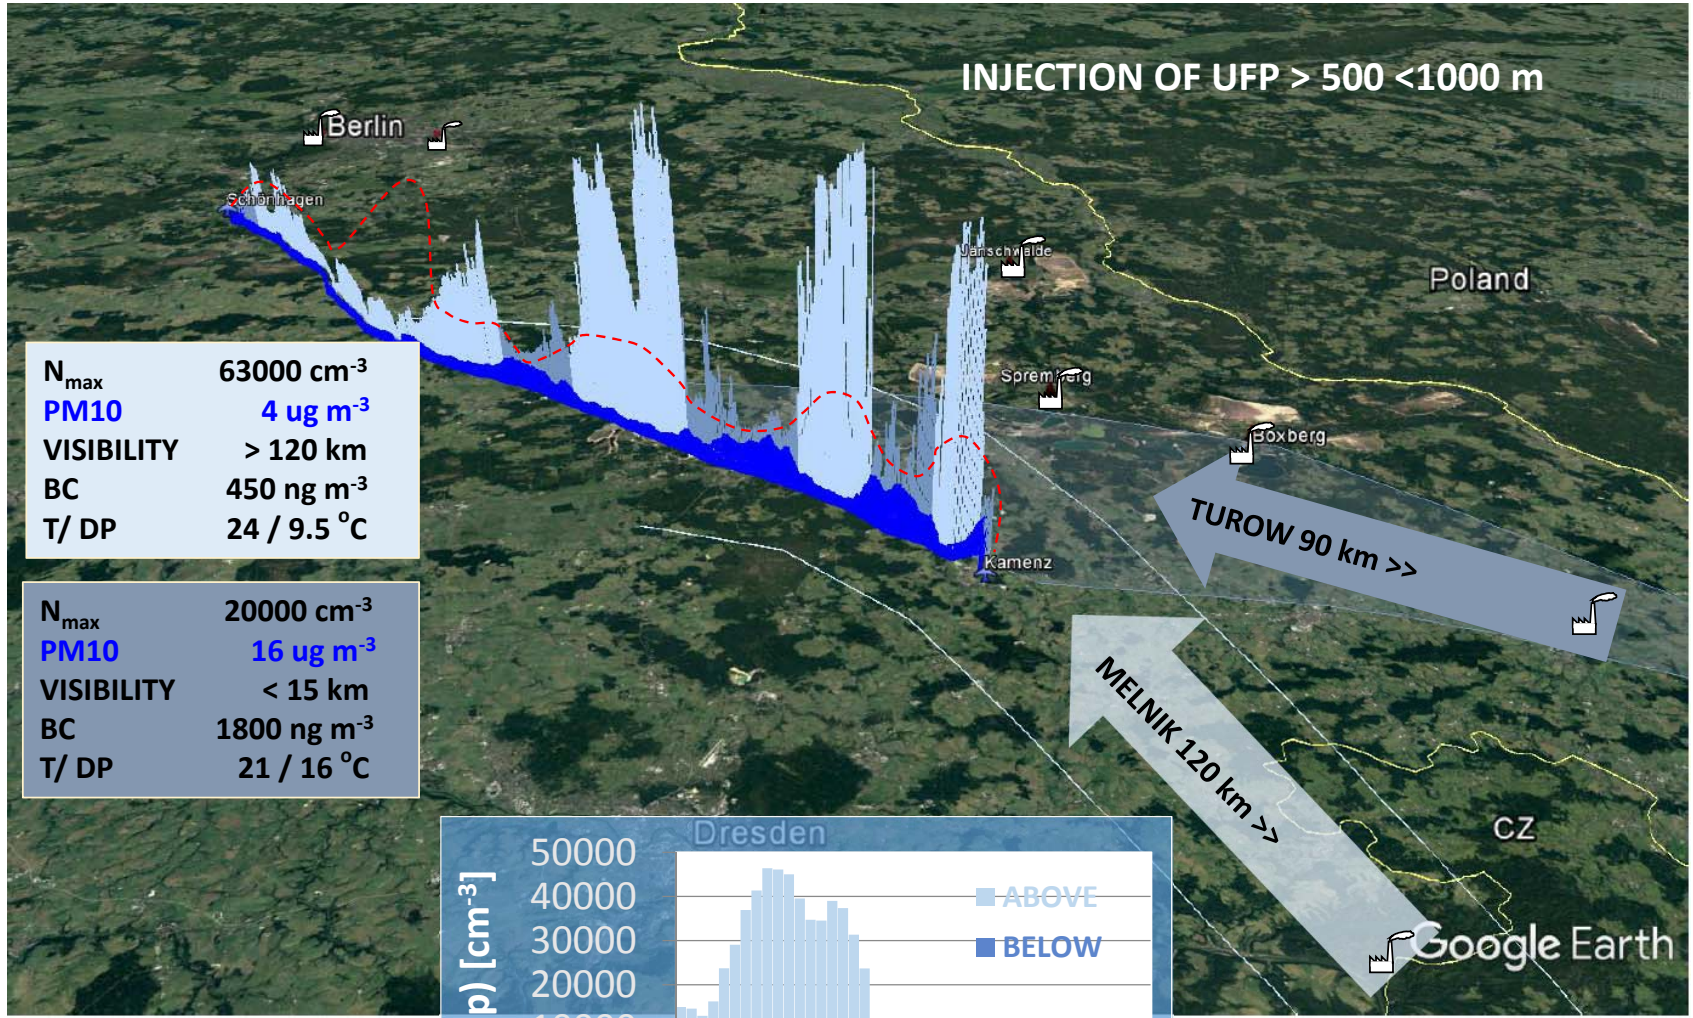 INJECTION OF UFP > 500 <1000 m
Berlin
Schönhagen
Jänschwalde
Poland
Spremberg
Boxberg
Kamenz
TUROW 90 km >>
MELNIK 120 km >>
CZ
Dresden
Google Earth
Nmax 63000 cm-3
PM10 4 ug m-3
VISIBILITY > 120 km
BC 450 ng m-3
T/ DP 24 / 9.5 °C
Nmax 20000 cm-3
PM10 16 ug m-3
VISIBILITY < 15 km
BC 1800 ng m-3
T/ DP 21 / 16 °C
50000
40000
30000
20000
p) [cm-3]
ABOVE
BELOW